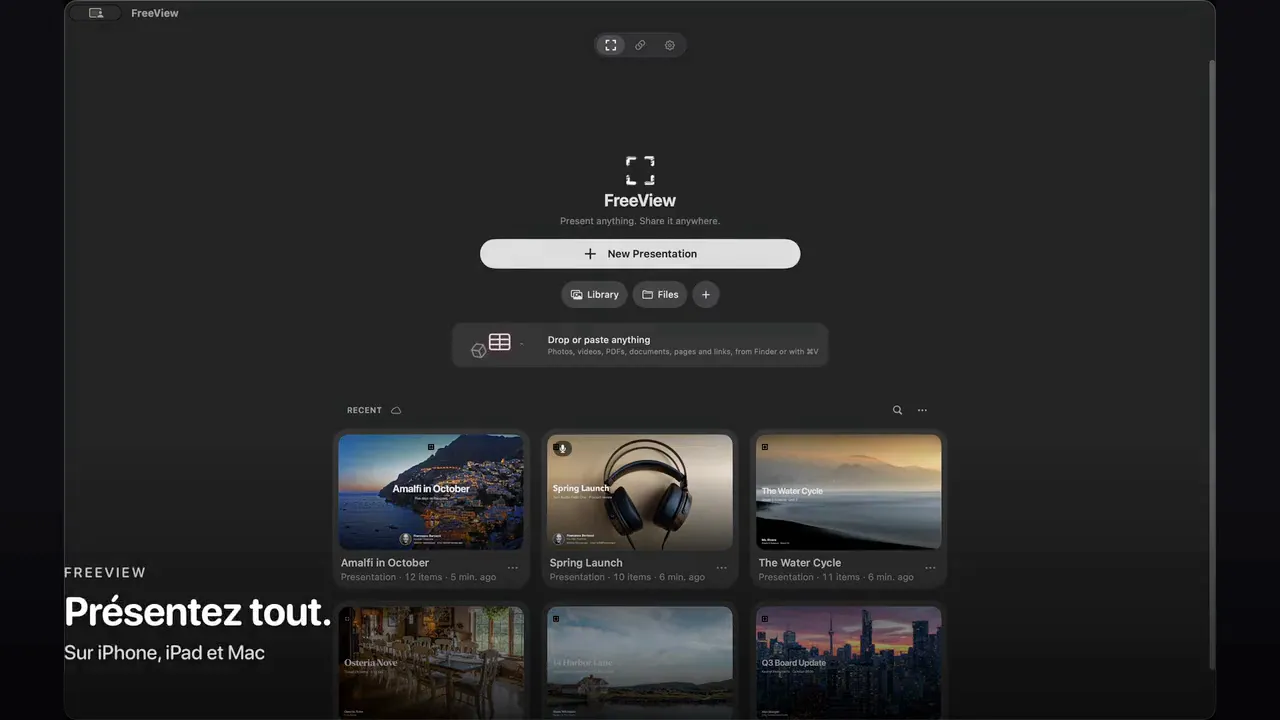 FreeView
FreeView
Present anything. Share it anywhere.
New Presentation
Library
Files
Drop or paste anything
Photos, videos, PDFs, documents, pages and links, from Finder or with ⌘V
RECENT
Amalfi in October
Spring Launch
The Water Cycle
Amalfi in October
Presentation · 12 items · 5 min. ago
Spring Launch
Presentation · 10 items · 6 min. ago
The Water Cycle
Presentation · 11 items · 6 min. ago
FREEVIEW
Présentez tout.
Sur iPhone, iPad et Mac
Osteria Nove
14 Harbor Lane
Q3 Board Update